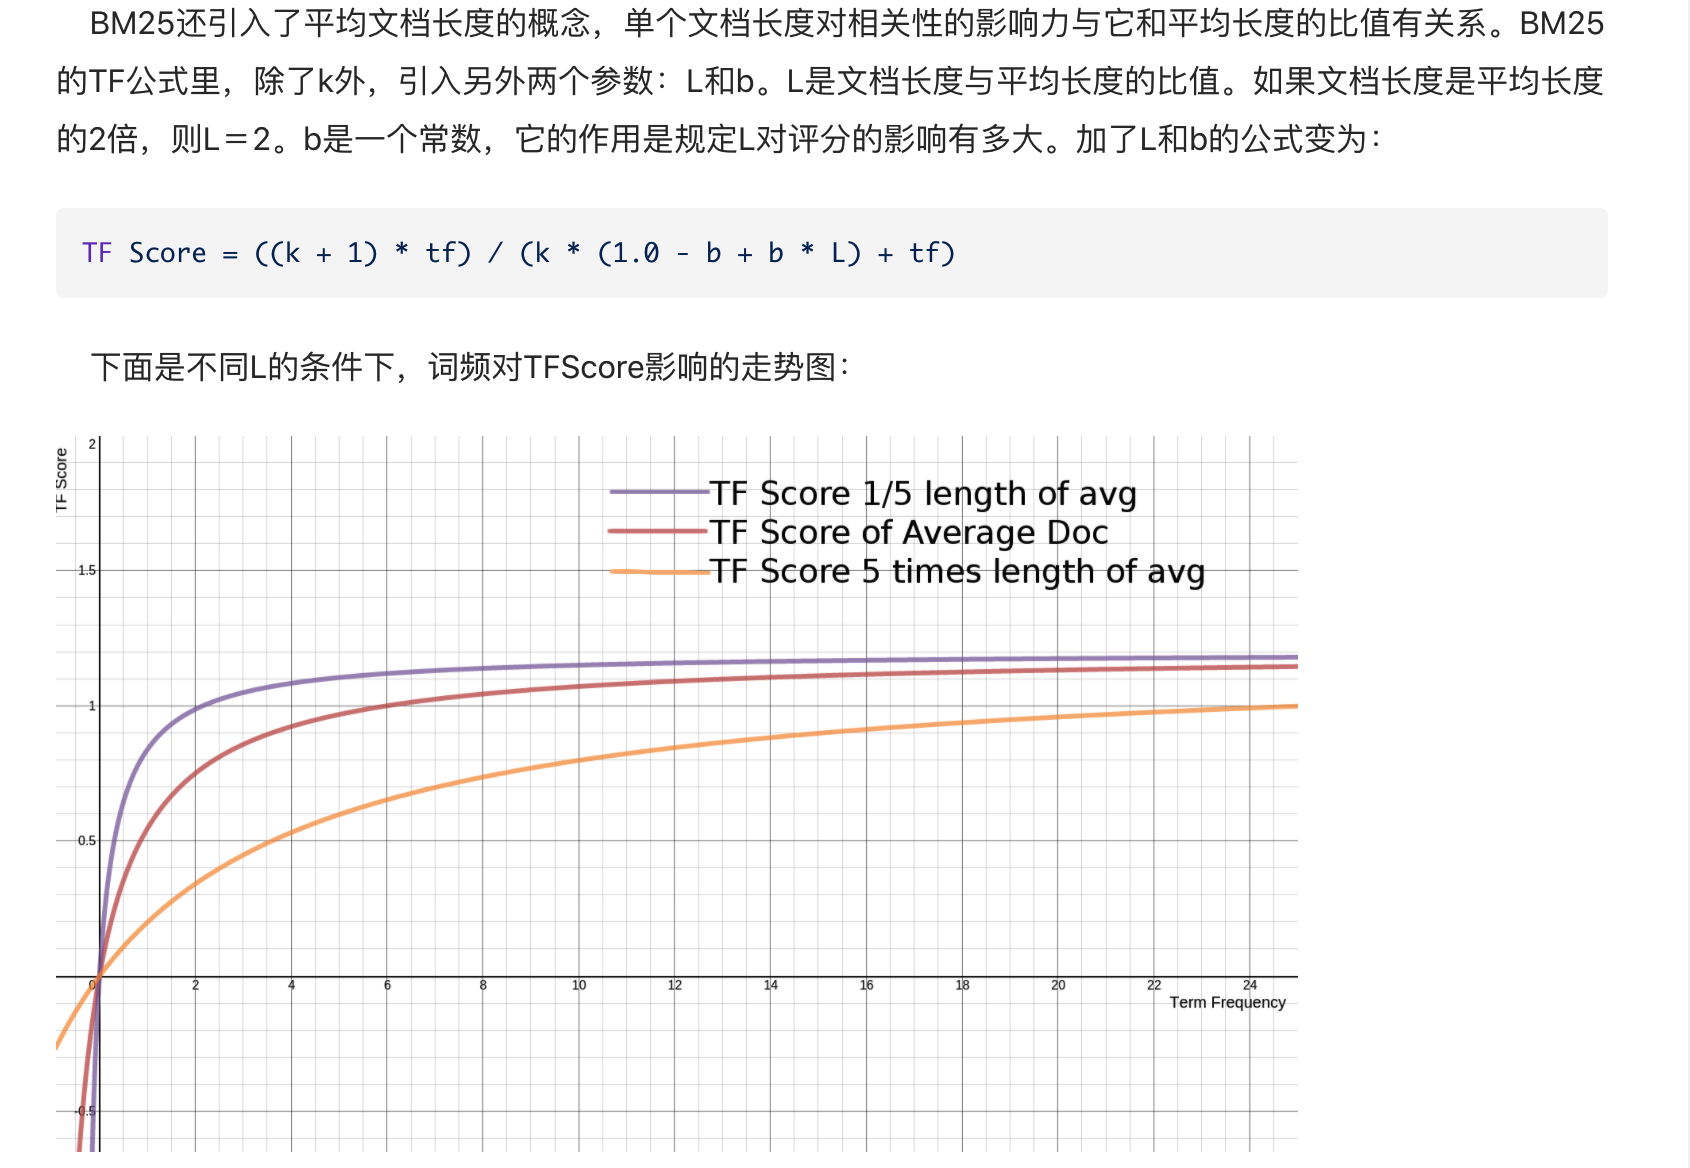 BM25还引入了平均文档长度的概念，单个文档长度对相关性的影响力与它和平均长度的比值有关系。BM25
的TF公式里，除了k外，引入另外两个参数：L和b。L是文档长度与平均长度的比值。如果文档长度是平均长度
的2倍，则L＝2。b是一个常数，它的作用是规定L对评分的影响有多大。加了L和b的公式变为：
TF Score = ((k + 1) * tf) / (k * (1.0 - b + b * L) + tf)
下面是不同L的条件下，词频对TFScore影响的走势图：
TF Score
2
TF Score 1/5 length of avg
TF Score of Average Doc
1.5
TF Score 5 times length of avg
1
0.5
0 2 4 6 8 10 12 14 16 18 20 22 24
Term Frequency
-0.5